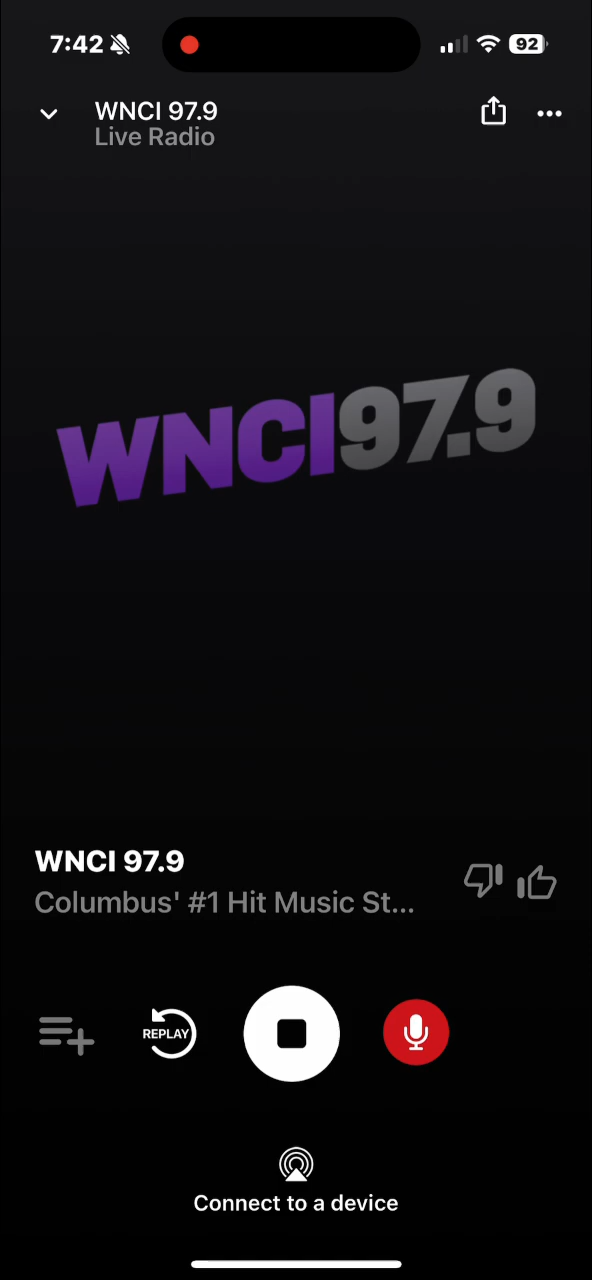 7:42
92
WNCI 97.9
Live Radio
WNCI97.9
WNCI 97.9
Columbus' #1 Hit Music St...
REPLAY
Connect to a device